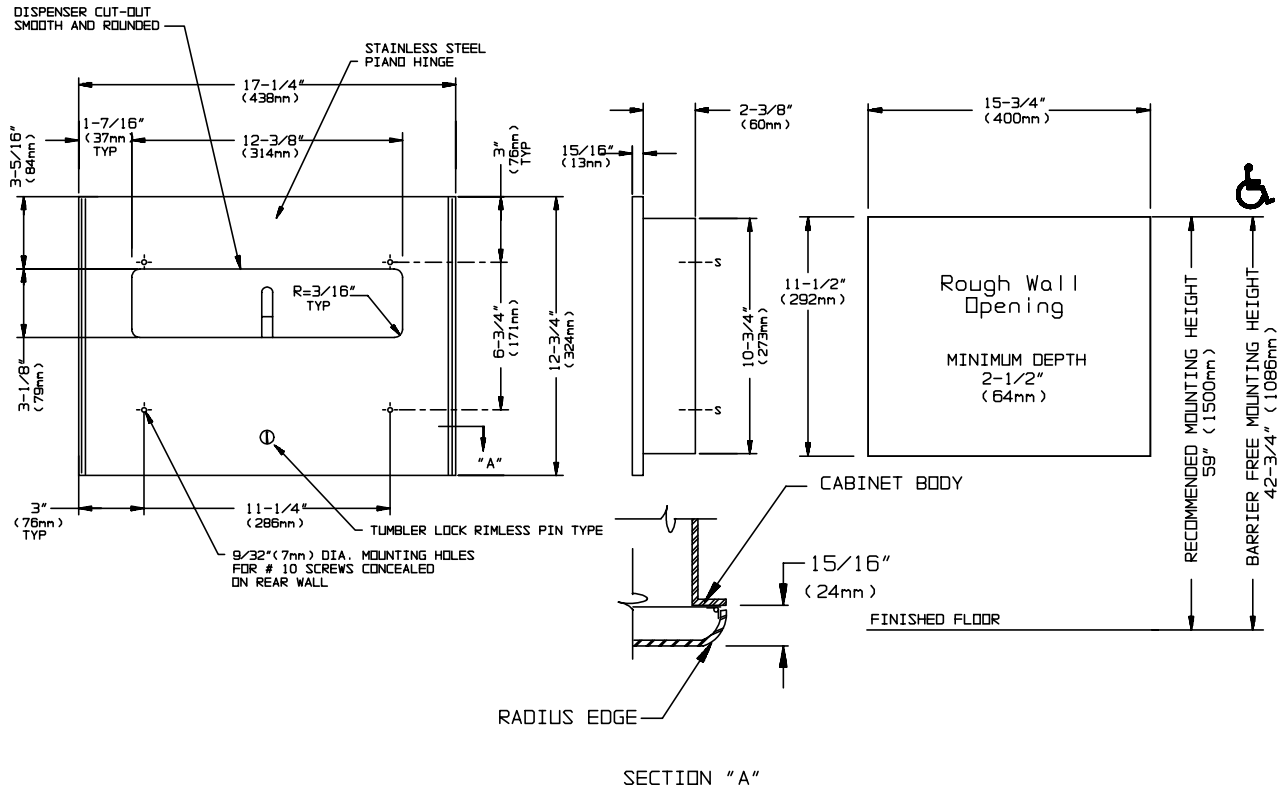 DISPENSER CUT-OUT
SMOOTH AND ROUNDED
STAINLESS STEEL
PIANO HINGE
17-1/4"
(438mm)
1-7/16"
(37mm)
TYP
12-3/8"
(314mm)
3-5/16"
(84mm)
3"
(76mm)
TYP
R=3/16"
TYP
3-1/8"
(79mm)
6-3/4"
(171mm)
12-3/4"
(324mm)
"A"
3"
(76mm)
TYP
11-1/4"
(286mm)
TUMBLER LOCK RIMLESS PIN TYPE
9/32"(7mm) DIA. MOUNTING HOLES
FOR # 10 SCREWS CONCEALED
ON REAR WALL
2-3/8"
(60mm)
15/16"
(13mm)
S
S
10-3/4"
(273mm)
15-3/4"
(400mm)
11-1/2"
(292mm)
Rough Wall
Opening
MINIMUM DEPTH
2-1/2"
(64mm)
RECOMMENDED MOUNTING HEIGHT
59" (1500mm)
BARRIER FREE MOUNTING HEIGHT
42-3/4" (1086mm)
FINISHED FLOOR
CABINET BODY
15/16"
(24mm)
RADIUS EDGE
SECTION "A"